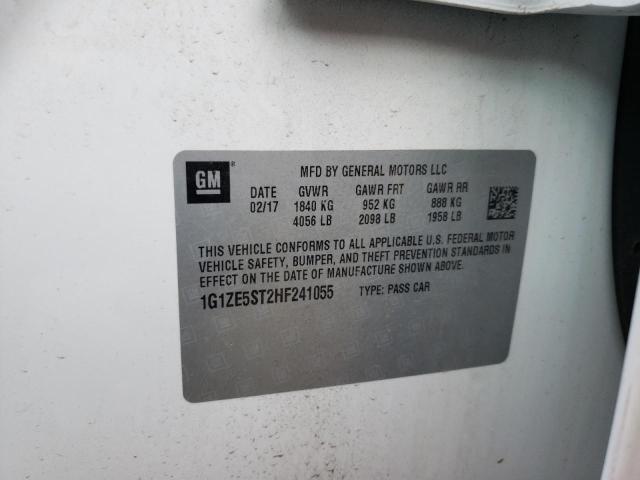 GM
MFD BY GENERAL MOTORS LLC
DATE GVWR GAWR FRT GAWR RR
02/17 1840 KG 952 KG 888 KG
4056 LB 2098 LB 1958 LB
THIS VEHICLE CONFORMS TO ALL APPLICABLE U.S. FEDERAL MOTOR
VEHICLE SAFETY, BUMPER, AND THEFT PREVENTION STANDARDS IN
EFFECT ON THE DATE OF MANUFACTURE SHOWN ABOVE.
1G1ZE5ST2HF241055 TYPE: PASS CAR